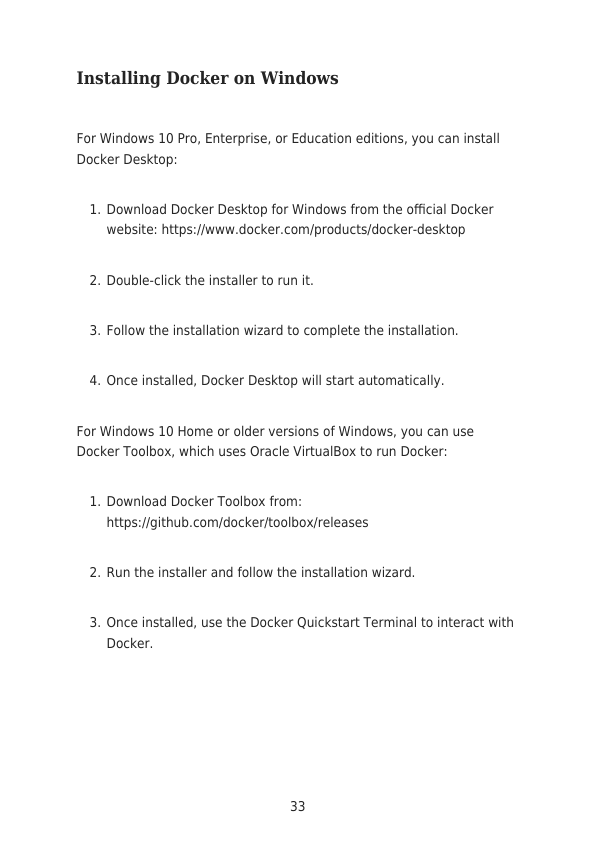 Installing Docker on Windows
For Windows 10 Pro, Enterprise, or Education editions, you can install
Docker Desktop:
1. Download Docker Desktop for Windows from the official Docker
website: https://www.docker.com/products/docker-desktop
2. Double-click the installer to run it.
3. Follow the installation wizard to complete the installation.
4. Once installed, Docker Desktop will start automatically.
For Windows 10 Home or older versions of Windows, you can use
Docker Toolbox, which uses Oracle VirtualBox to run Docker:
1. Download Docker Toolbox from:
https://github.com/docker/toolbox/releases
2. Run the installer and follow the installation wizard.
3. Once installed, use the Docker Quickstart Terminal to interact with
Docker.
33